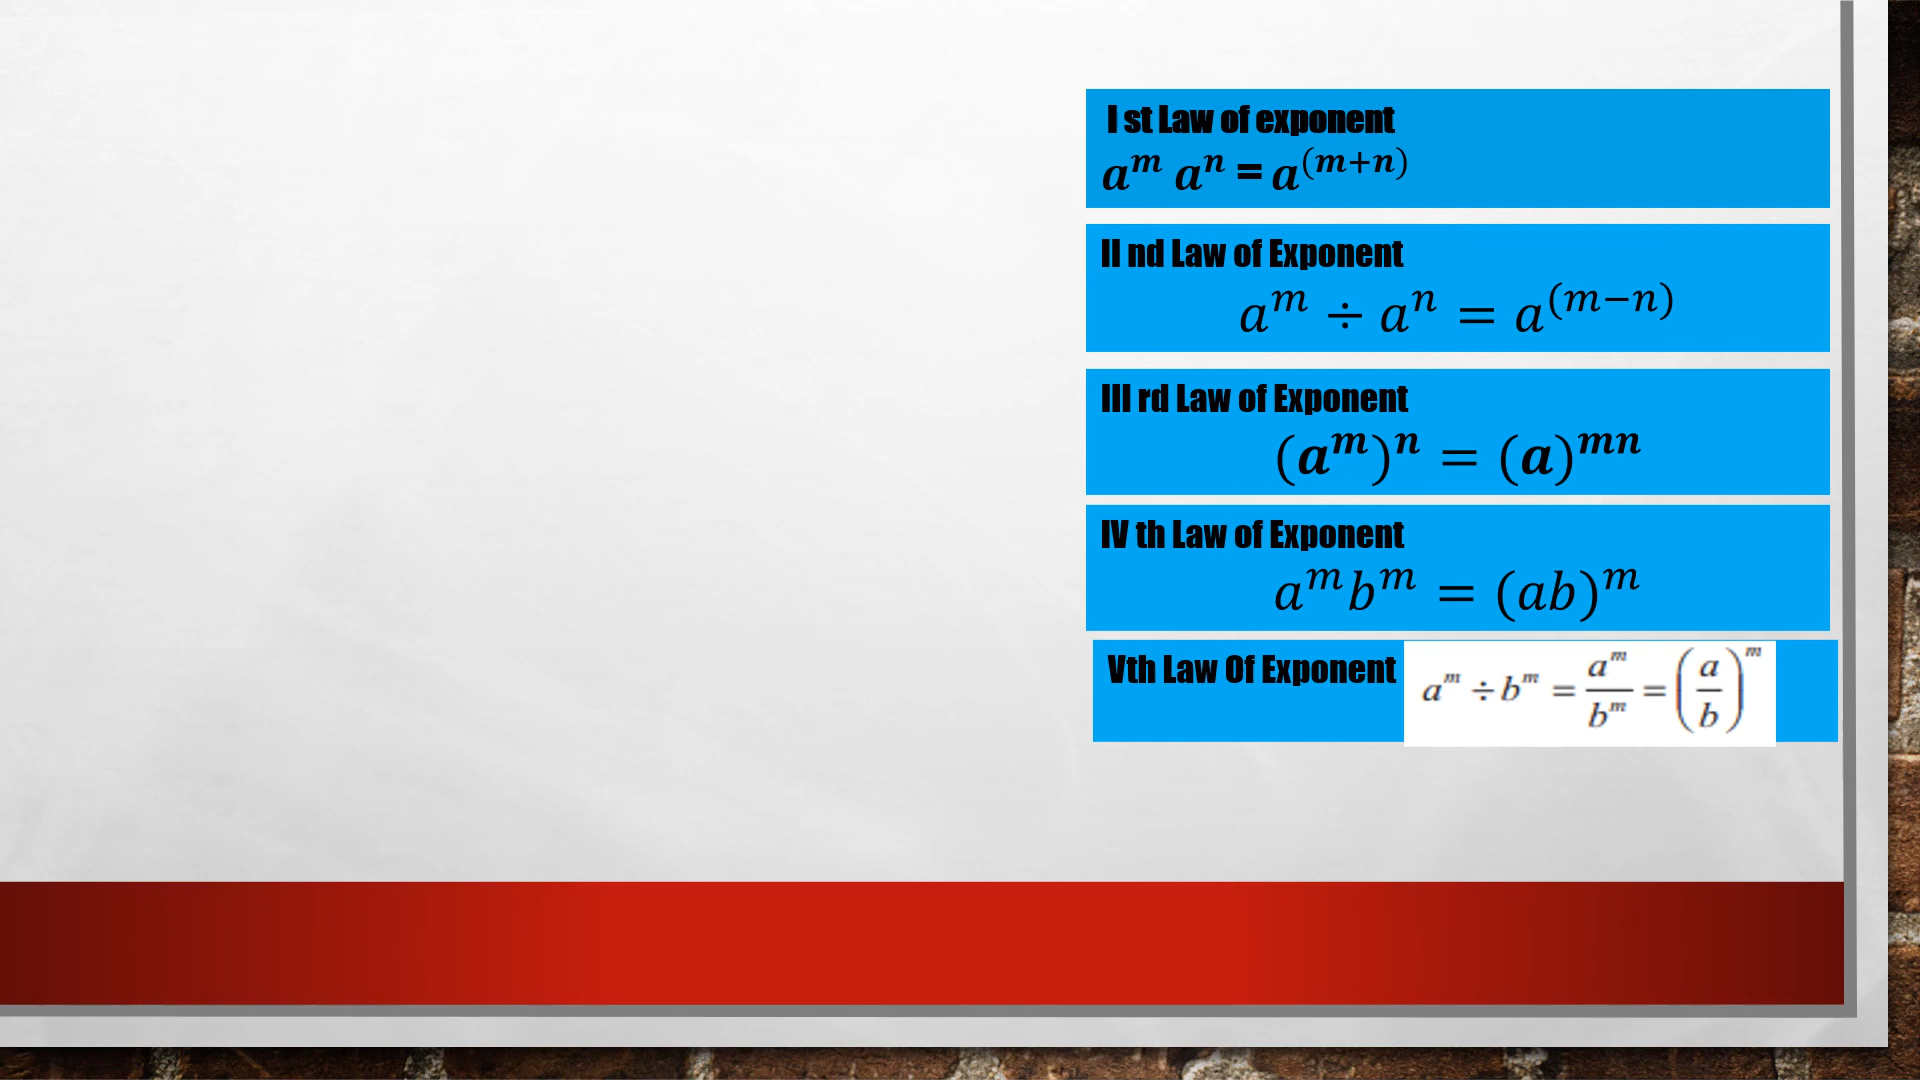 I st Law of exponent
a^m a^n = a^(m+n)
II nd Law of Exponent
a^m ÷ a^n = a^(m−n)
III rd Law of Exponent
(a^m)^n = (a)^mn
IV th Law of Exponent
a^m b^m = (ab)^m
Vth Law Of Exponent a^m ÷ b^m = a^m/b^m = (a/b)^m